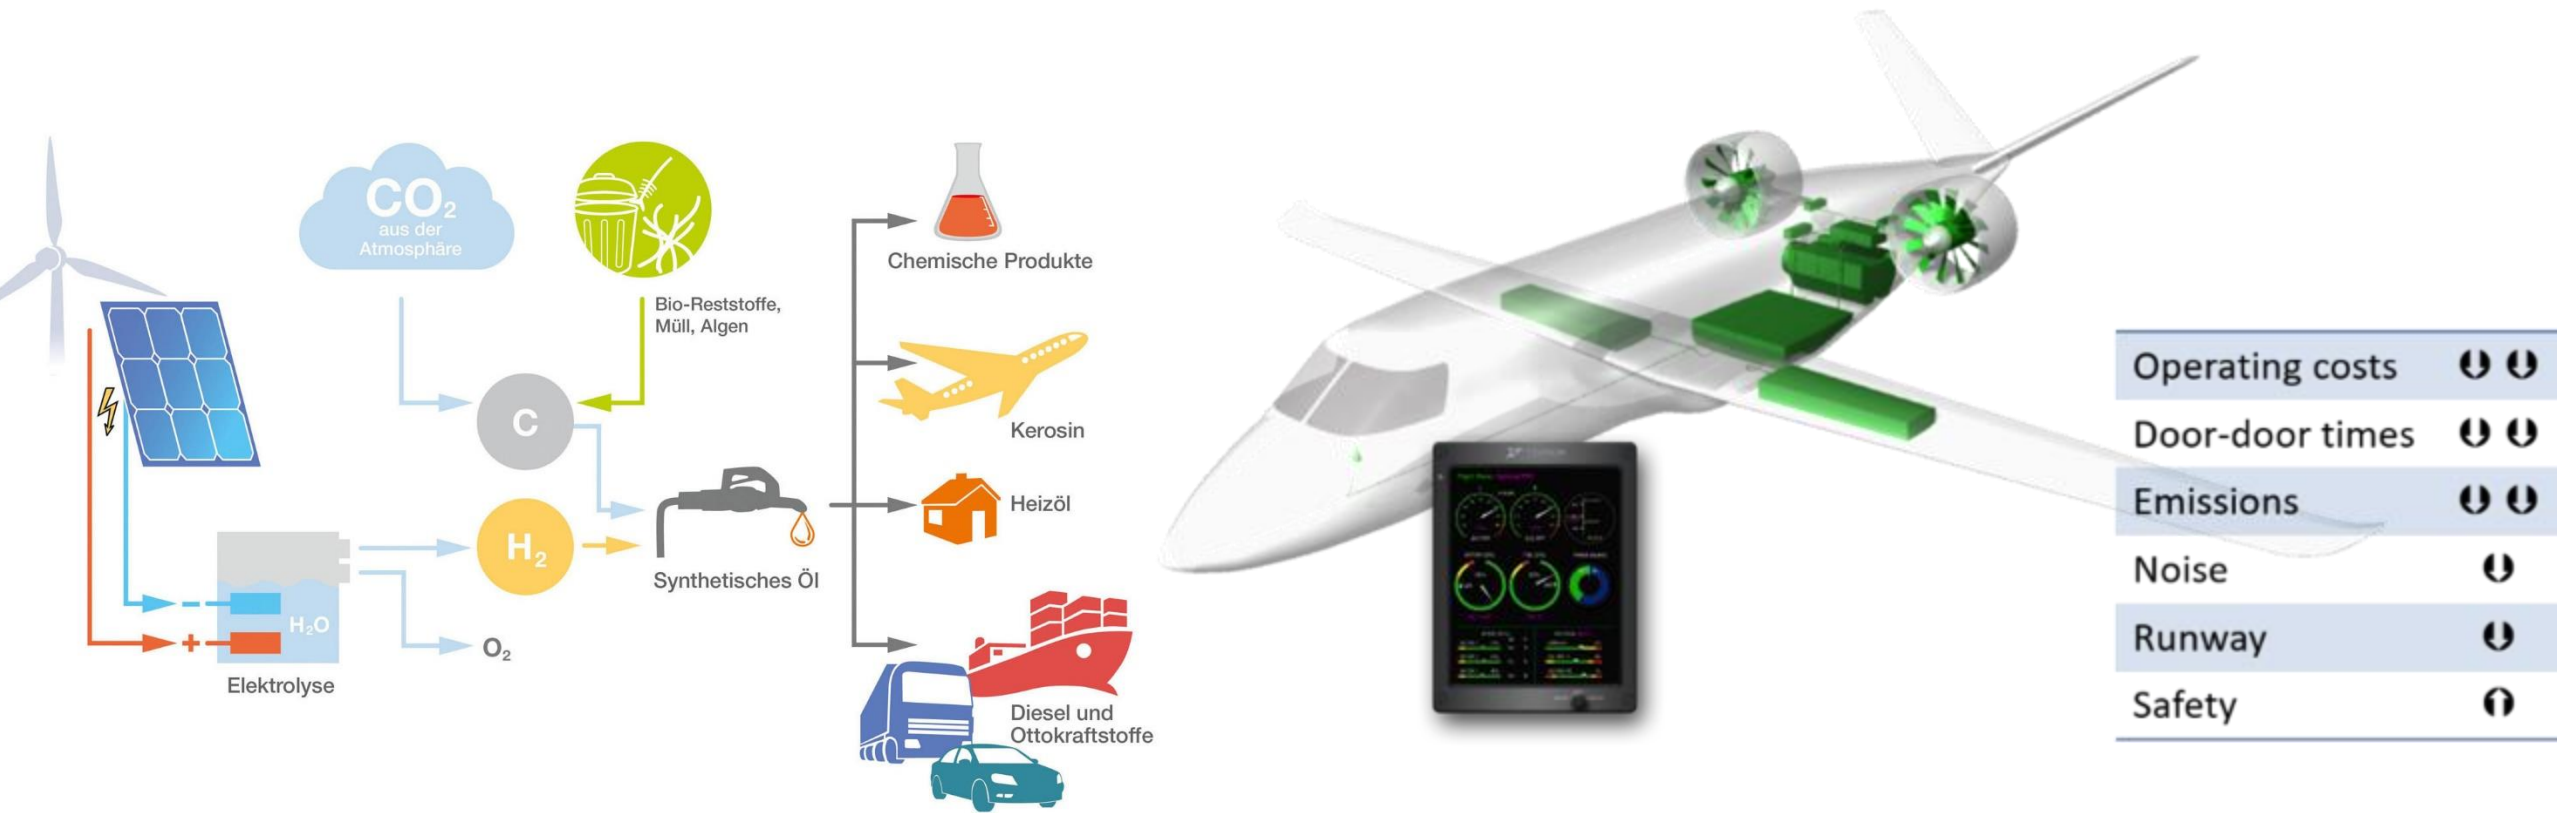 CO₂
aus der
Atmosphäre
Bio-Reststoffe,
Müll, Algen
C
H₂
H₂O
O₂
-
+
Elektrolyse
Synthetisches Öl
Chemische Produkte
Kerosin
Heizöl
Diesel und
Ottokraftstoffe
Operating costs
Door-door times
Emissions
Noise
Runway
Safety